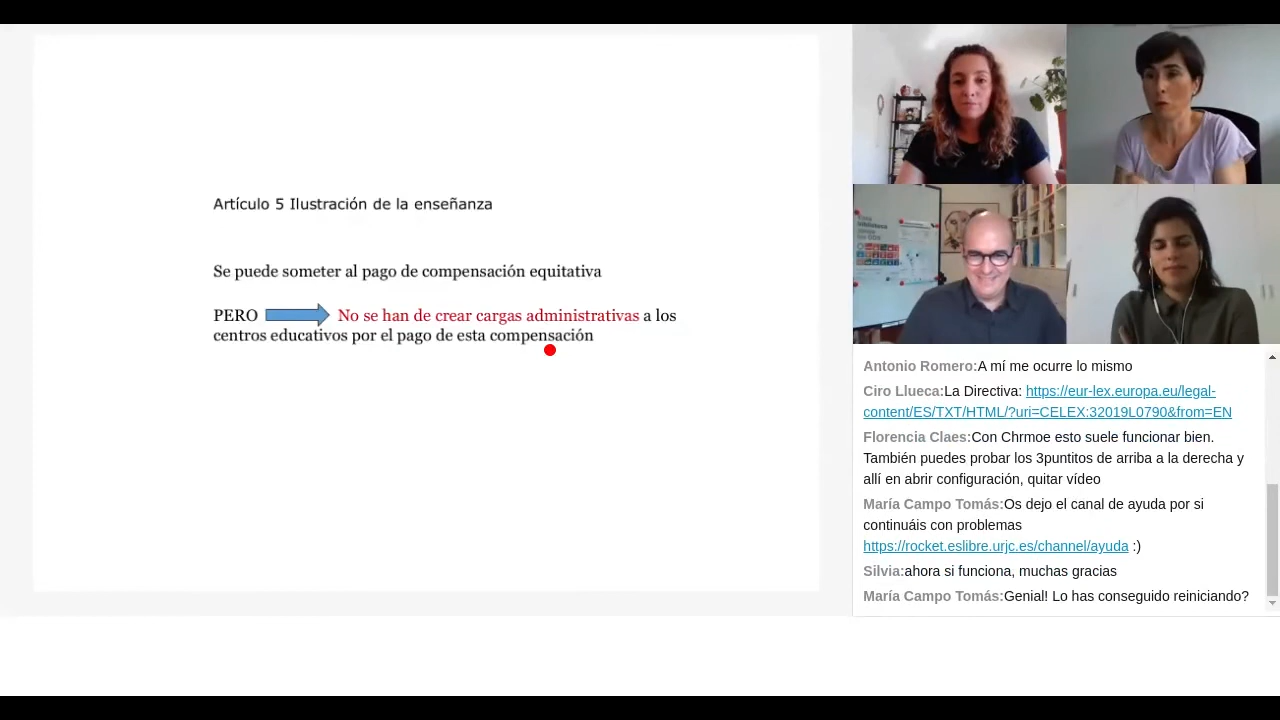 Artículo 5 Ilustración de la enseñanza
Se puede someter al pago de compensación equitativa
PERO No se han de crear cargas administrativas a los
centros educativos por el pago de esta compensación
Antonio Romero:A mí me ocurre lo mismo
Ciro Llueca:La Directiva: https://eur-lex.europa.eu/legal-
content/ES/TXT/HTML/?uri=CELEX:32019L0790&from=EN
Florencia Claes:Con Chrmoe esto suele funcionar bien.
También puedes probar los 3puntitos de arriba a la derecha y
allí en abrir configuración, quitar vídeo
María Campo Tomás:Os dejo el canal de ayuda por si
continuáis con problemas
https://rocket.eslibre.urjc.es/channel/ayuda :)
Silvia:ahora si funciona, muchas gracias
María Campo Tomás:Genial! Lo has conseguido reiniciando?